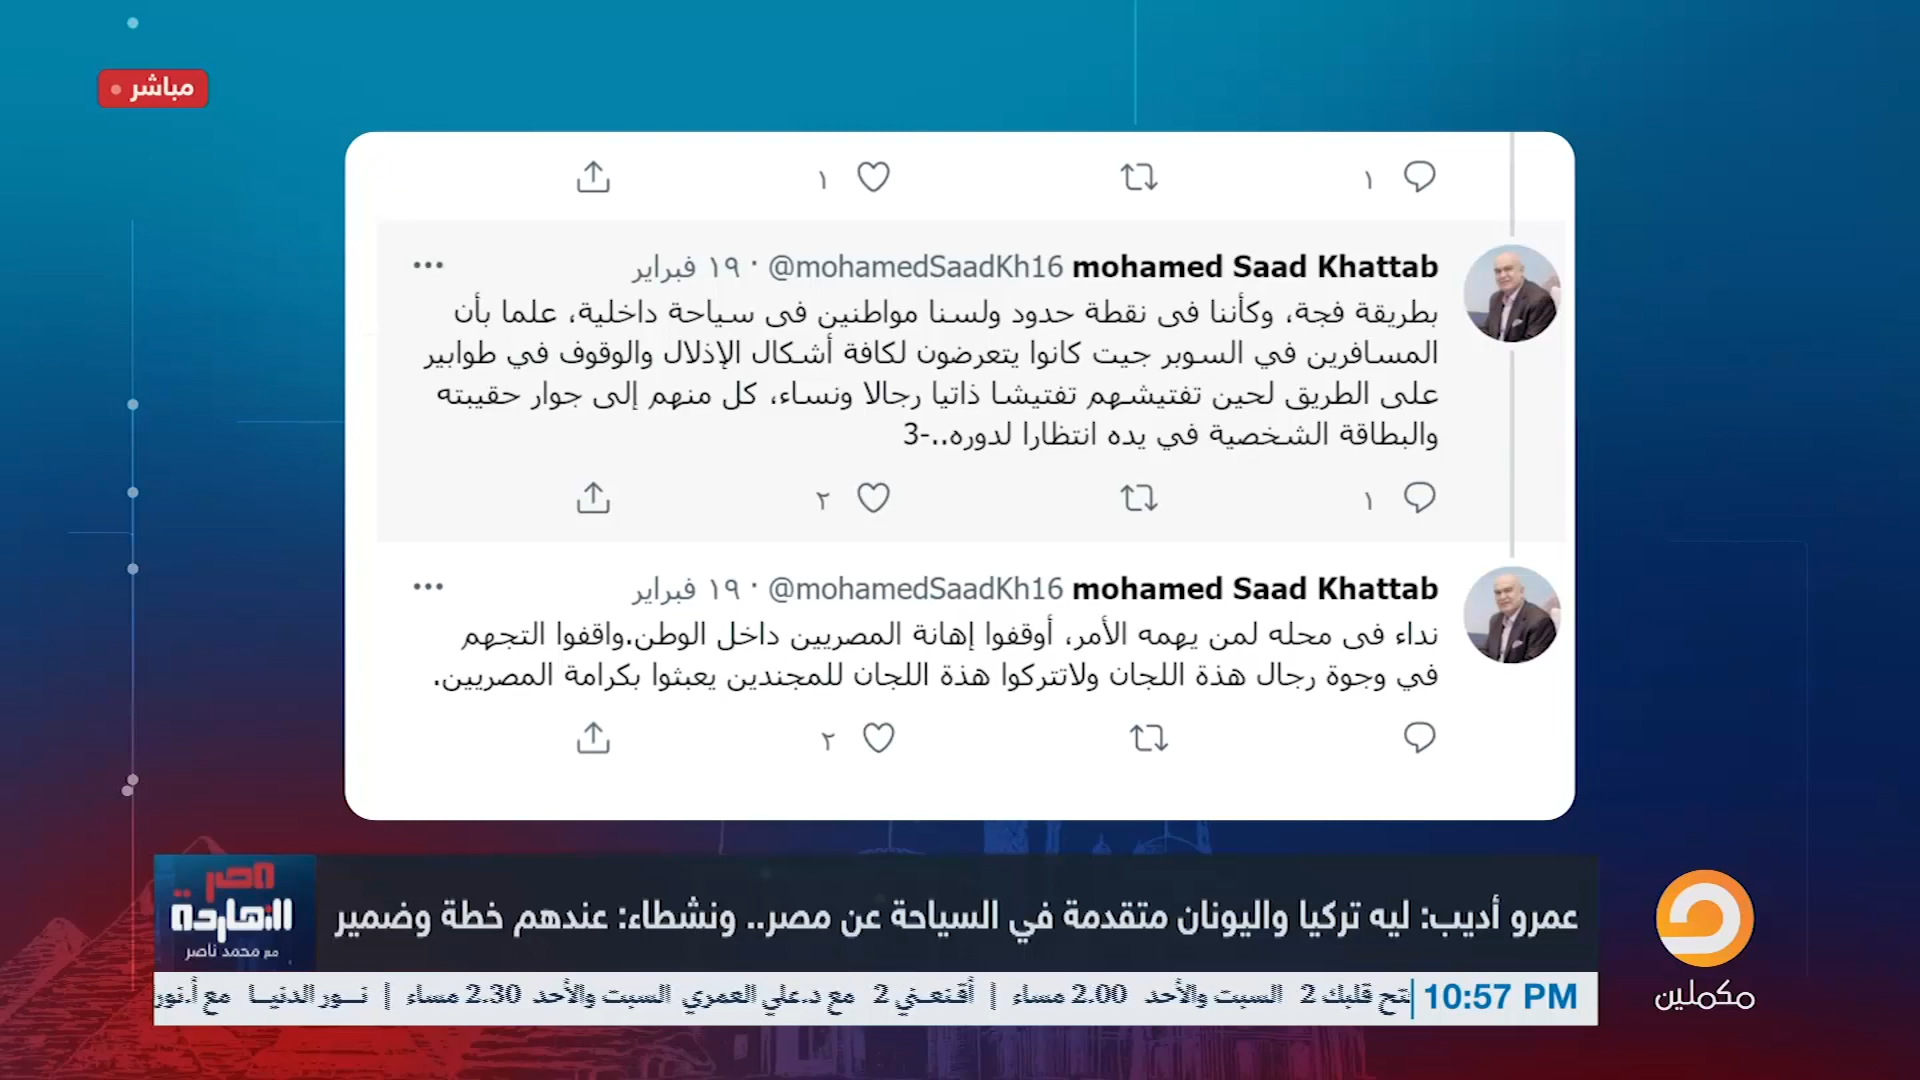 مباشر
١ ١
mohamed Saad Khattab @mohamedSaadKh16 · ١٩ فبراير
بطريقة فجة، وكأننا فى نقطة حدود ولسنا مواطنين فى سياحة داخلية، علما بأن
المسافرين في السوبر جيت كانوا يتعرضون لكافة أشكال الإذلال والوقوف في طوابير
على الطريق لحين تفتيشهم تفتيشا ذاتيا رجالا ونساء، كل منهم إلى جوار حقيبته
والبطاقة الشخصية في يده انتظارا لدوره..-3
١ ٢
mohamed Saad Khattab @mohamedSaadKh16 · ١٩ فبراير
نداء فى محله لمن يهمه الأمر، أوقفوا إهانة المصريين داخل الوطن.واقفوا التجهم
في وجوة رجال هذة اللجان ولاتتركوا هذة اللجان للمجندين يعبثوا بكرامة المصريين.
٢
عمرو أديب: ليه تركيا واليونان متقدمة في السياحة عن مصر.. ونشطاء: عندهم خطة وضمير
مصر
النهاردة
مع محمد ناصر
10:57 PM
قلبك 2 السبت والأحد 2.00 مساء | أقنعني 2 مع د.علي العمري السبت والأحد 2.30 مساء | نور الدنيا مع أ.نور
مكملين